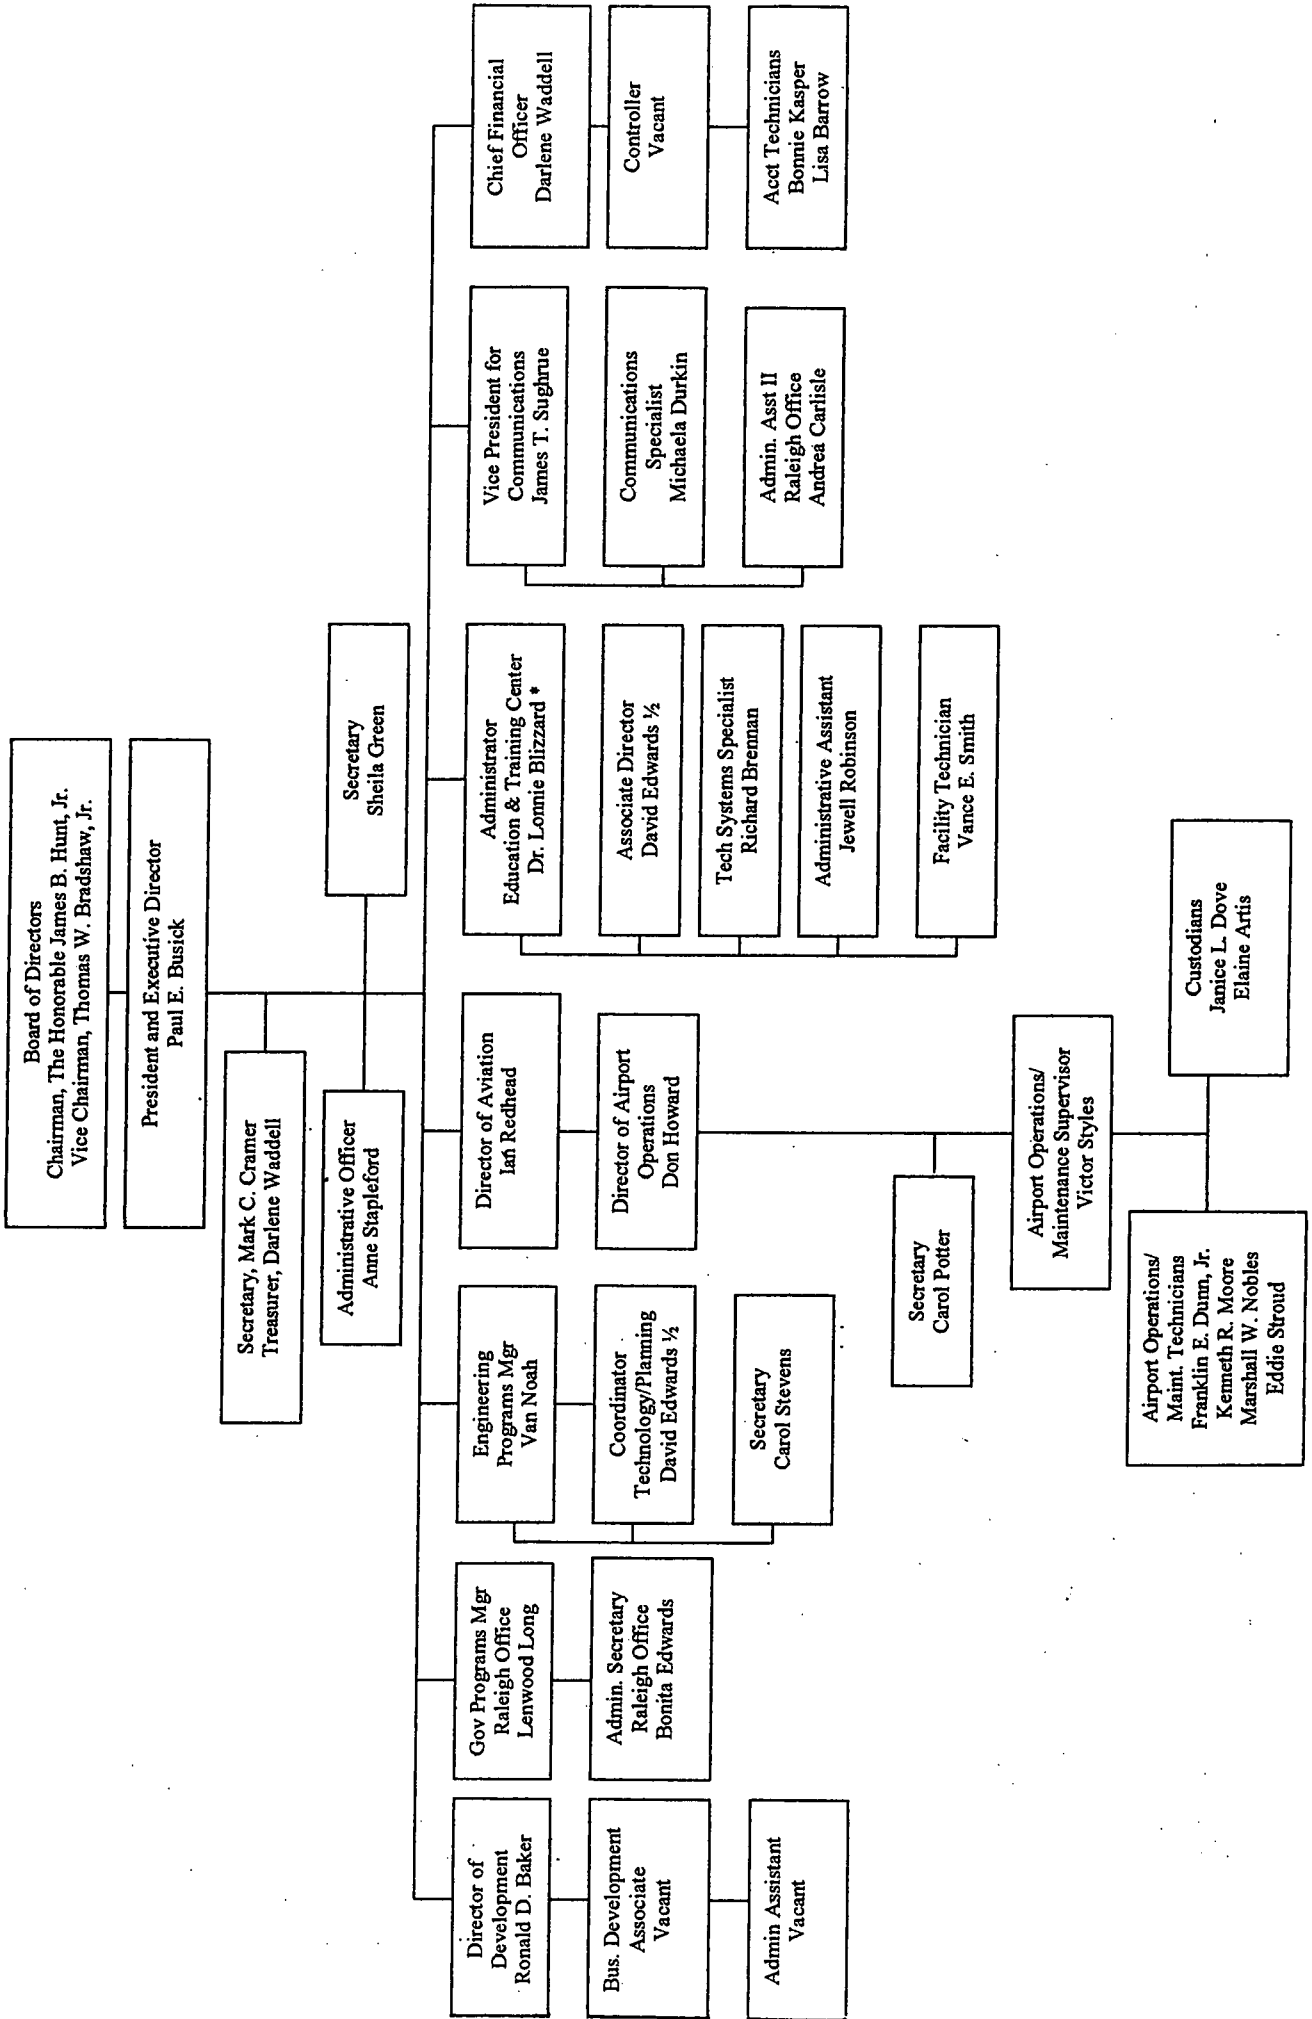 Board of Directors
Chairman, The Honorable James B. Hunt, Jr.
Vice Chairman, Thomas W. Bradshaw, Jr.
President and Executive Director
Paul E. Busick
Secretary, Mark C. Cramer
Treasurer, Darlene Waddell
Administrative Officer
Anne Stapleford
Secretary
Sheila Green
Director of
Development
Ronald D. Baker
Bus. Development
Associate
Vacant
Admin Assistant
Vacant
Gov Programs Mgr
Raleigh Office
Lenwood Long
Admin. Secretary
Raleigh Office
Bonita Edwards
Engineering
Programs Mgr
Van Noah
Coordinator
Technology/Planning
David Edwards ½
Secretary
Carol Stevens
Director of Aviation
Ian Redhead
Director of Airport
Operations
Don Howard
Secretary
Carol Potter
Airport Operations/
Maintenance Supervisor
Victor Styles
Airport Operations/
Maint. Technicians
Franklin E. Dunn, Jr.
Kenneth R. Moore
Marshall W. Nobles
Eddie Stroud
Custodians
Janice L. Dove
Elaine Artis
Administrator
Education & Training Center
Dr. Lonnie Blizzard *
Associate Director
David Edwards ½
Tech Systems Specialist
Richard Brennan
Administrative Assistant
Jewell Robinson
Facility Technician
Vance E. Smith
Vice President for
Communications
James T. Sughrue
Communications
Specialist
Michaela Durkin
Admin. Asst II
Raleigh Office
Andrea Carlisle
Chief Financial
Officer
Darlene Waddell
Controller
Vacant
Acct Technicians
Bonnie Kasper
Lisa Barrow